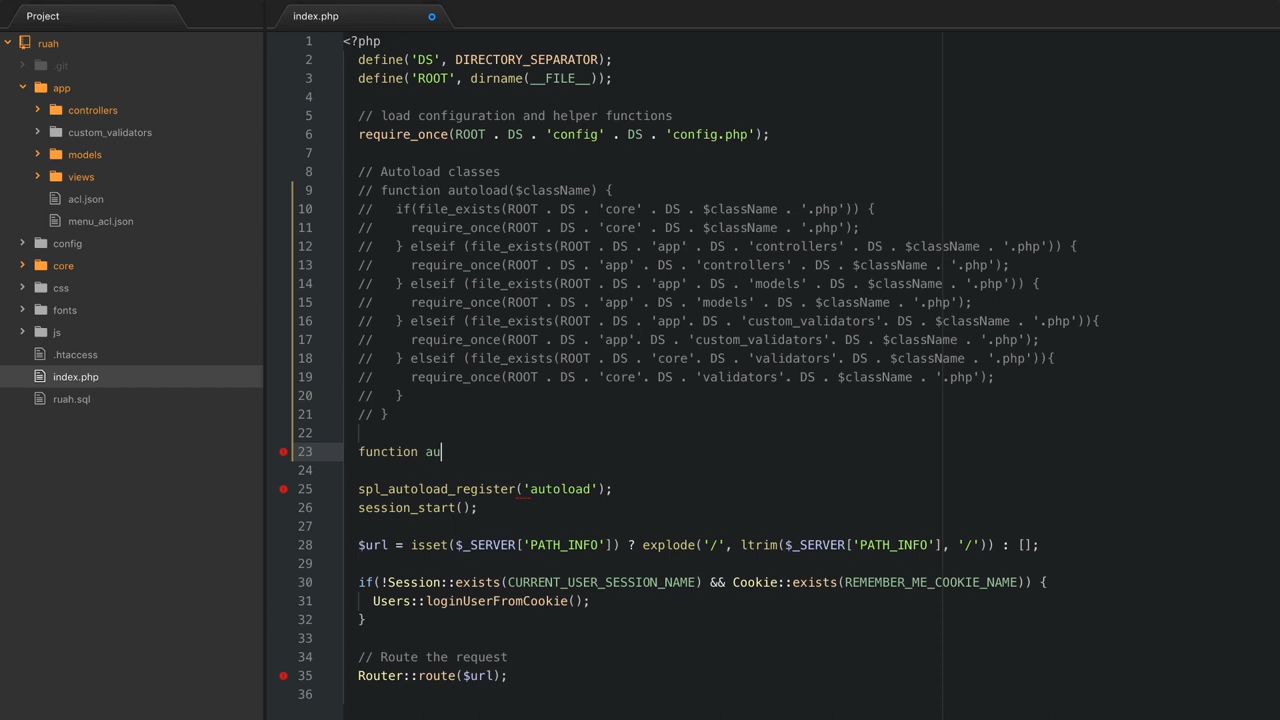 Project
ruah
.git
app
controllers
custom_validators
models
views
acl.json
menu_acl.json
config
core
css
fonts
js
.htaccess
index.php
ruah.sql
index.php
1 <?php
2 define('DS', DIRECTORY_SEPARATOR);
3 define('ROOT', dirname(__FILE__));
4
5 // load configuration and helper functions
6 require_once(ROOT . DS . 'config' . DS . 'config.php');
7
8 // Autoload classes
9 // function autoload($className) {
10 //   if(file_exists(ROOT . DS . 'core' . DS . $className . '.php')) {
11 //     require_once(ROOT . DS . 'core' . DS . $className . '.php');
12 //   } elseif (file_exists(ROOT . DS . 'app' . DS . 'controllers' . DS . $className . '.php')) {
13 //     require_once(ROOT . DS . 'app' . DS . 'controllers' . DS . $className . '.php');
14 //   } elseif (file_exists(ROOT . DS . 'app' . DS . 'models' . DS . $className . '.php')) {
15 //     require_once(ROOT . DS . 'app' . DS . 'models' . DS . $className . '.php');
16 //   } elseif (file_exists(ROOT . DS . 'app'. DS . 'custom_validators'. DS . $className . '.php')){
17 //     require_once(ROOT . DS . 'app'. DS . 'custom_validators'. DS . $className . '.php');
18 //   } elseif (file_exists(ROOT . DS . 'core'. DS . 'validators'. DS . $className . '.php')){
19 //     require_once(ROOT . DS . 'core'. DS . 'validators'. DS . $className . '.php');
20 //   }
21 // }
22
23 function au
24
25 spl_autoload_register('autoload');
26 session_start();
27
28 $url = isset($_SERVER['PATH_INFO']) ? explode('/', ltrim($_SERVER['PATH_INFO'], '/')) : [];
29
30 if(!Session::exists(CURRENT_USER_SESSION_NAME) && Cookie::exists(REMEMBER_ME_COOKIE_NAME)) {
31   Users::loginUserFromCookie();
32 }
33
34 // Route the request
35 Router::route($url);
36